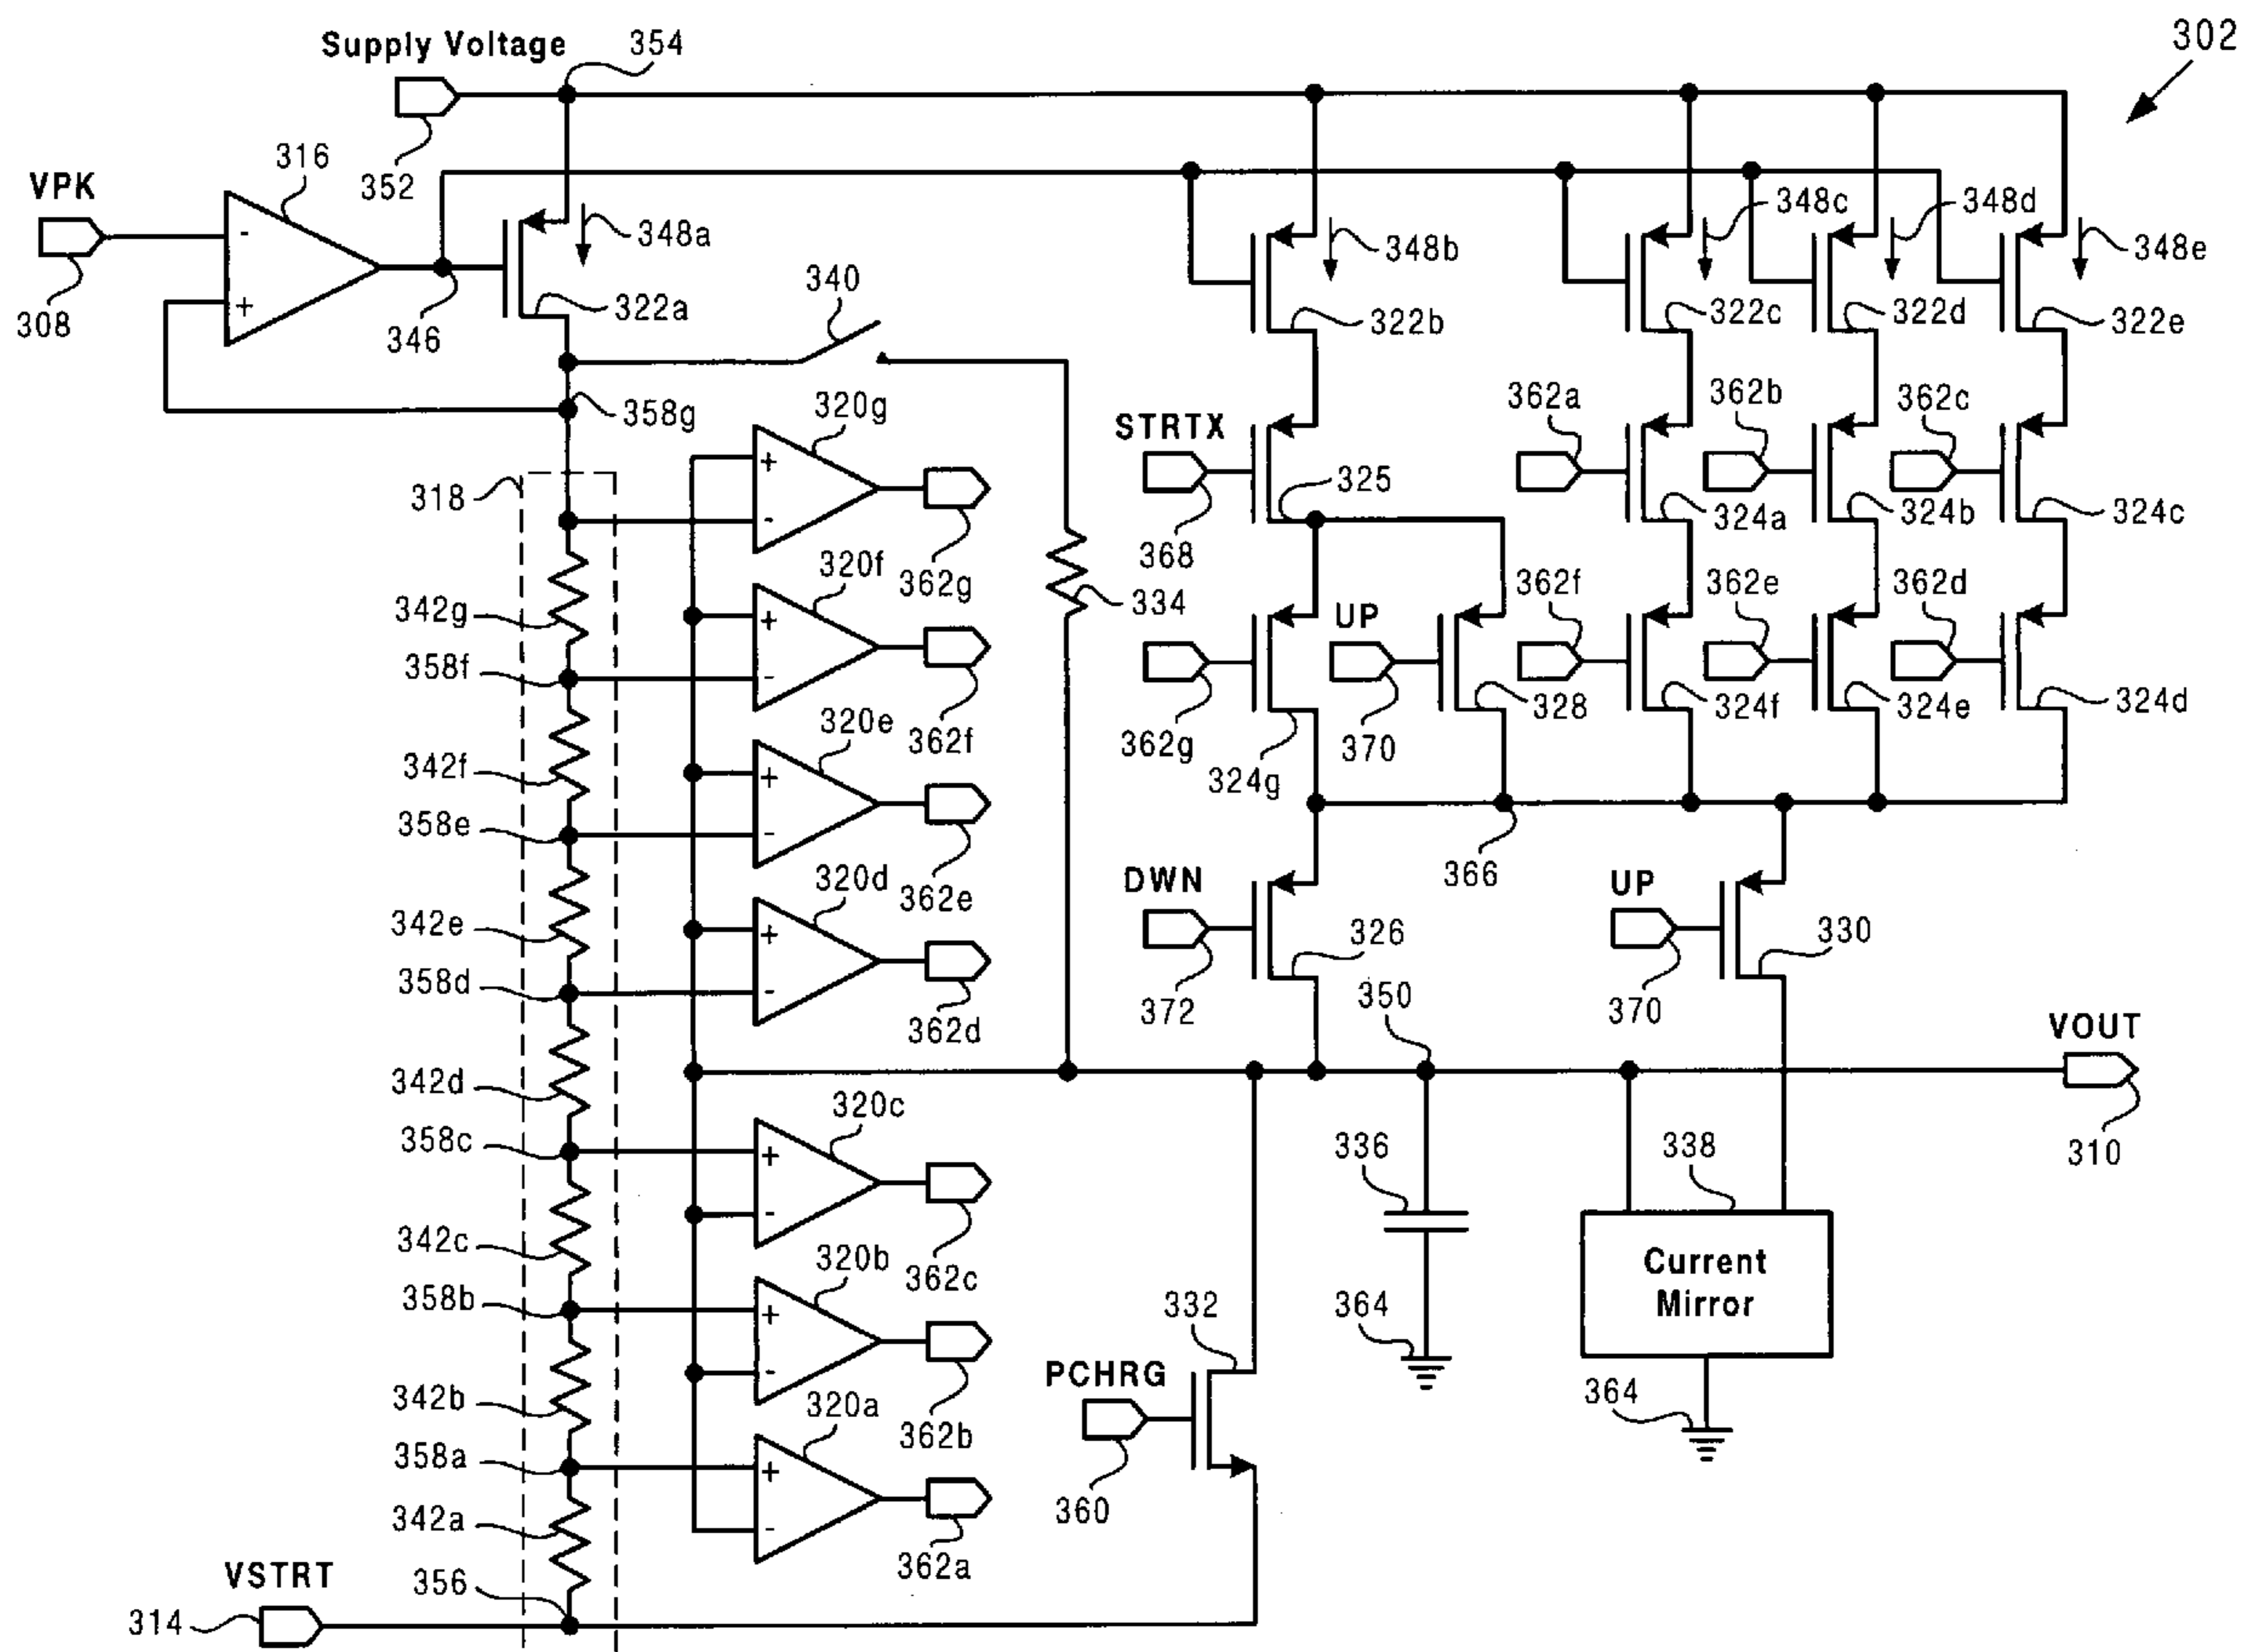 Supply Voltage
354
302
352
VPK
316
308
346
348a
322a
340
348b
322b
348c
322c
348d
322d
348e
322e
358g
320g
318
STRTX
368
325
362a
324a
362b
324b
362c
324c
342g
362g
320f
334
358f
362g
324g
UP
370
328
362f
324f
362e
324e
362d
324d
362f
320e
342f
358e
366
362e
320d
342e
DWN
372
326
UP
370
330
358d
362d
350
VOUT
310
342d
320c
358c
336
338
342c
362c
Current
Mirror
320b
358b
332
364
PCHRG
360
342b
362b
364
320a
358a
342a
362a
VSTRT
356
314
+
-
+
-
+
-
+
-
+
-
+
-
+
-
+
-